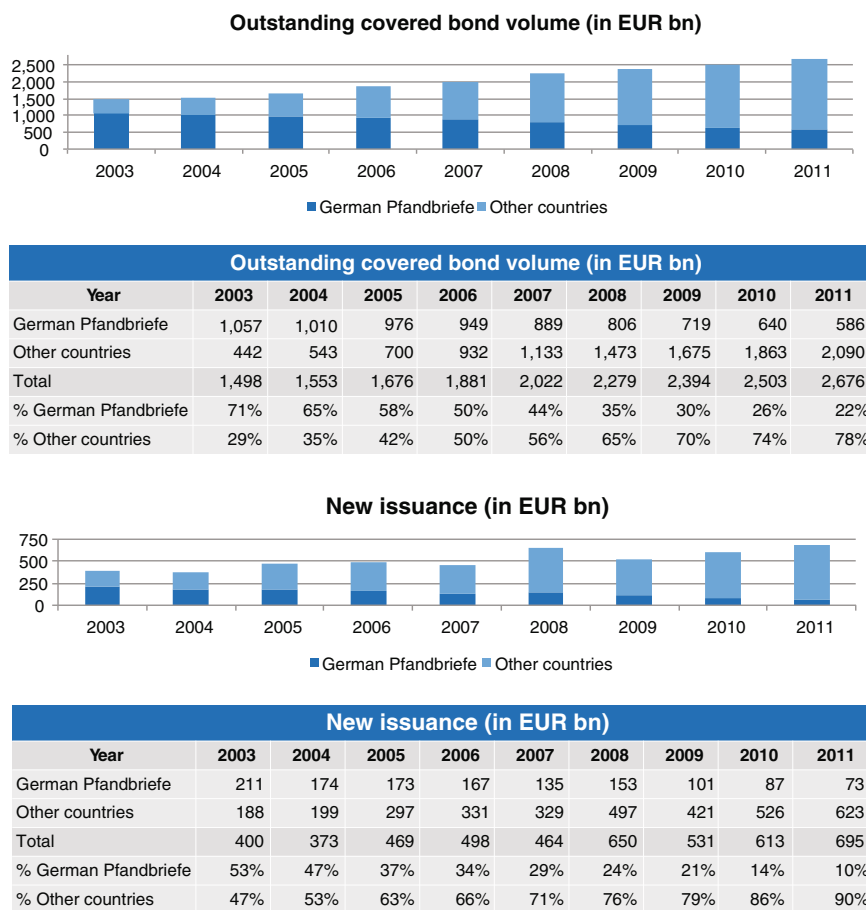 Outstanding covered bond volume (in EUR bn)
2,500
2,000
1,500
1,000
500
0
2003 2004 2005 2006 2007 2008 2009 2010 2011
German Pfandbriefe Other countries
Outstanding covered bond volume (in EUR bn)
Year 2003 2004 2005 2006 2007 2008 2009 2010 2011
German Pfandbriefe 1,057 1,010 976 949 889 806 719 640 586
Other countries 442 543 700 932 1,133 1,473 1,675 1,863 2,090
Total 1,498 1,553 1,676 1,881 2,022 2,279 2,394 2,503 2,676
% German Pfandbriefe 71% 65% 58% 50% 44% 35% 30% 26% 22%
% Other countries 29% 35% 42% 50% 56% 65% 70% 74% 78%
New issuance (in EUR bn)
750
500
250
0
2003 2004 2005 2006 2007 2008 2009 2010 2011
German Pfandbriefe Other countries
New issuance (in EUR bn)
Year 2003 2004 2005 2006 2007 2008 2009 2010 2011
German Pfandbriefe 211 174 173 167 135 153 101 87 73
Other countries 188 199 297 331 329 497 421 526 623
Total 400 373 469 498 464 650 531 613 695
% German Pfandbriefe 53% 47% 37% 34% 29% 24% 21% 14% 10%
% Other countries 47% 53% 63% 66% 71% 76% 79% 86% 90%